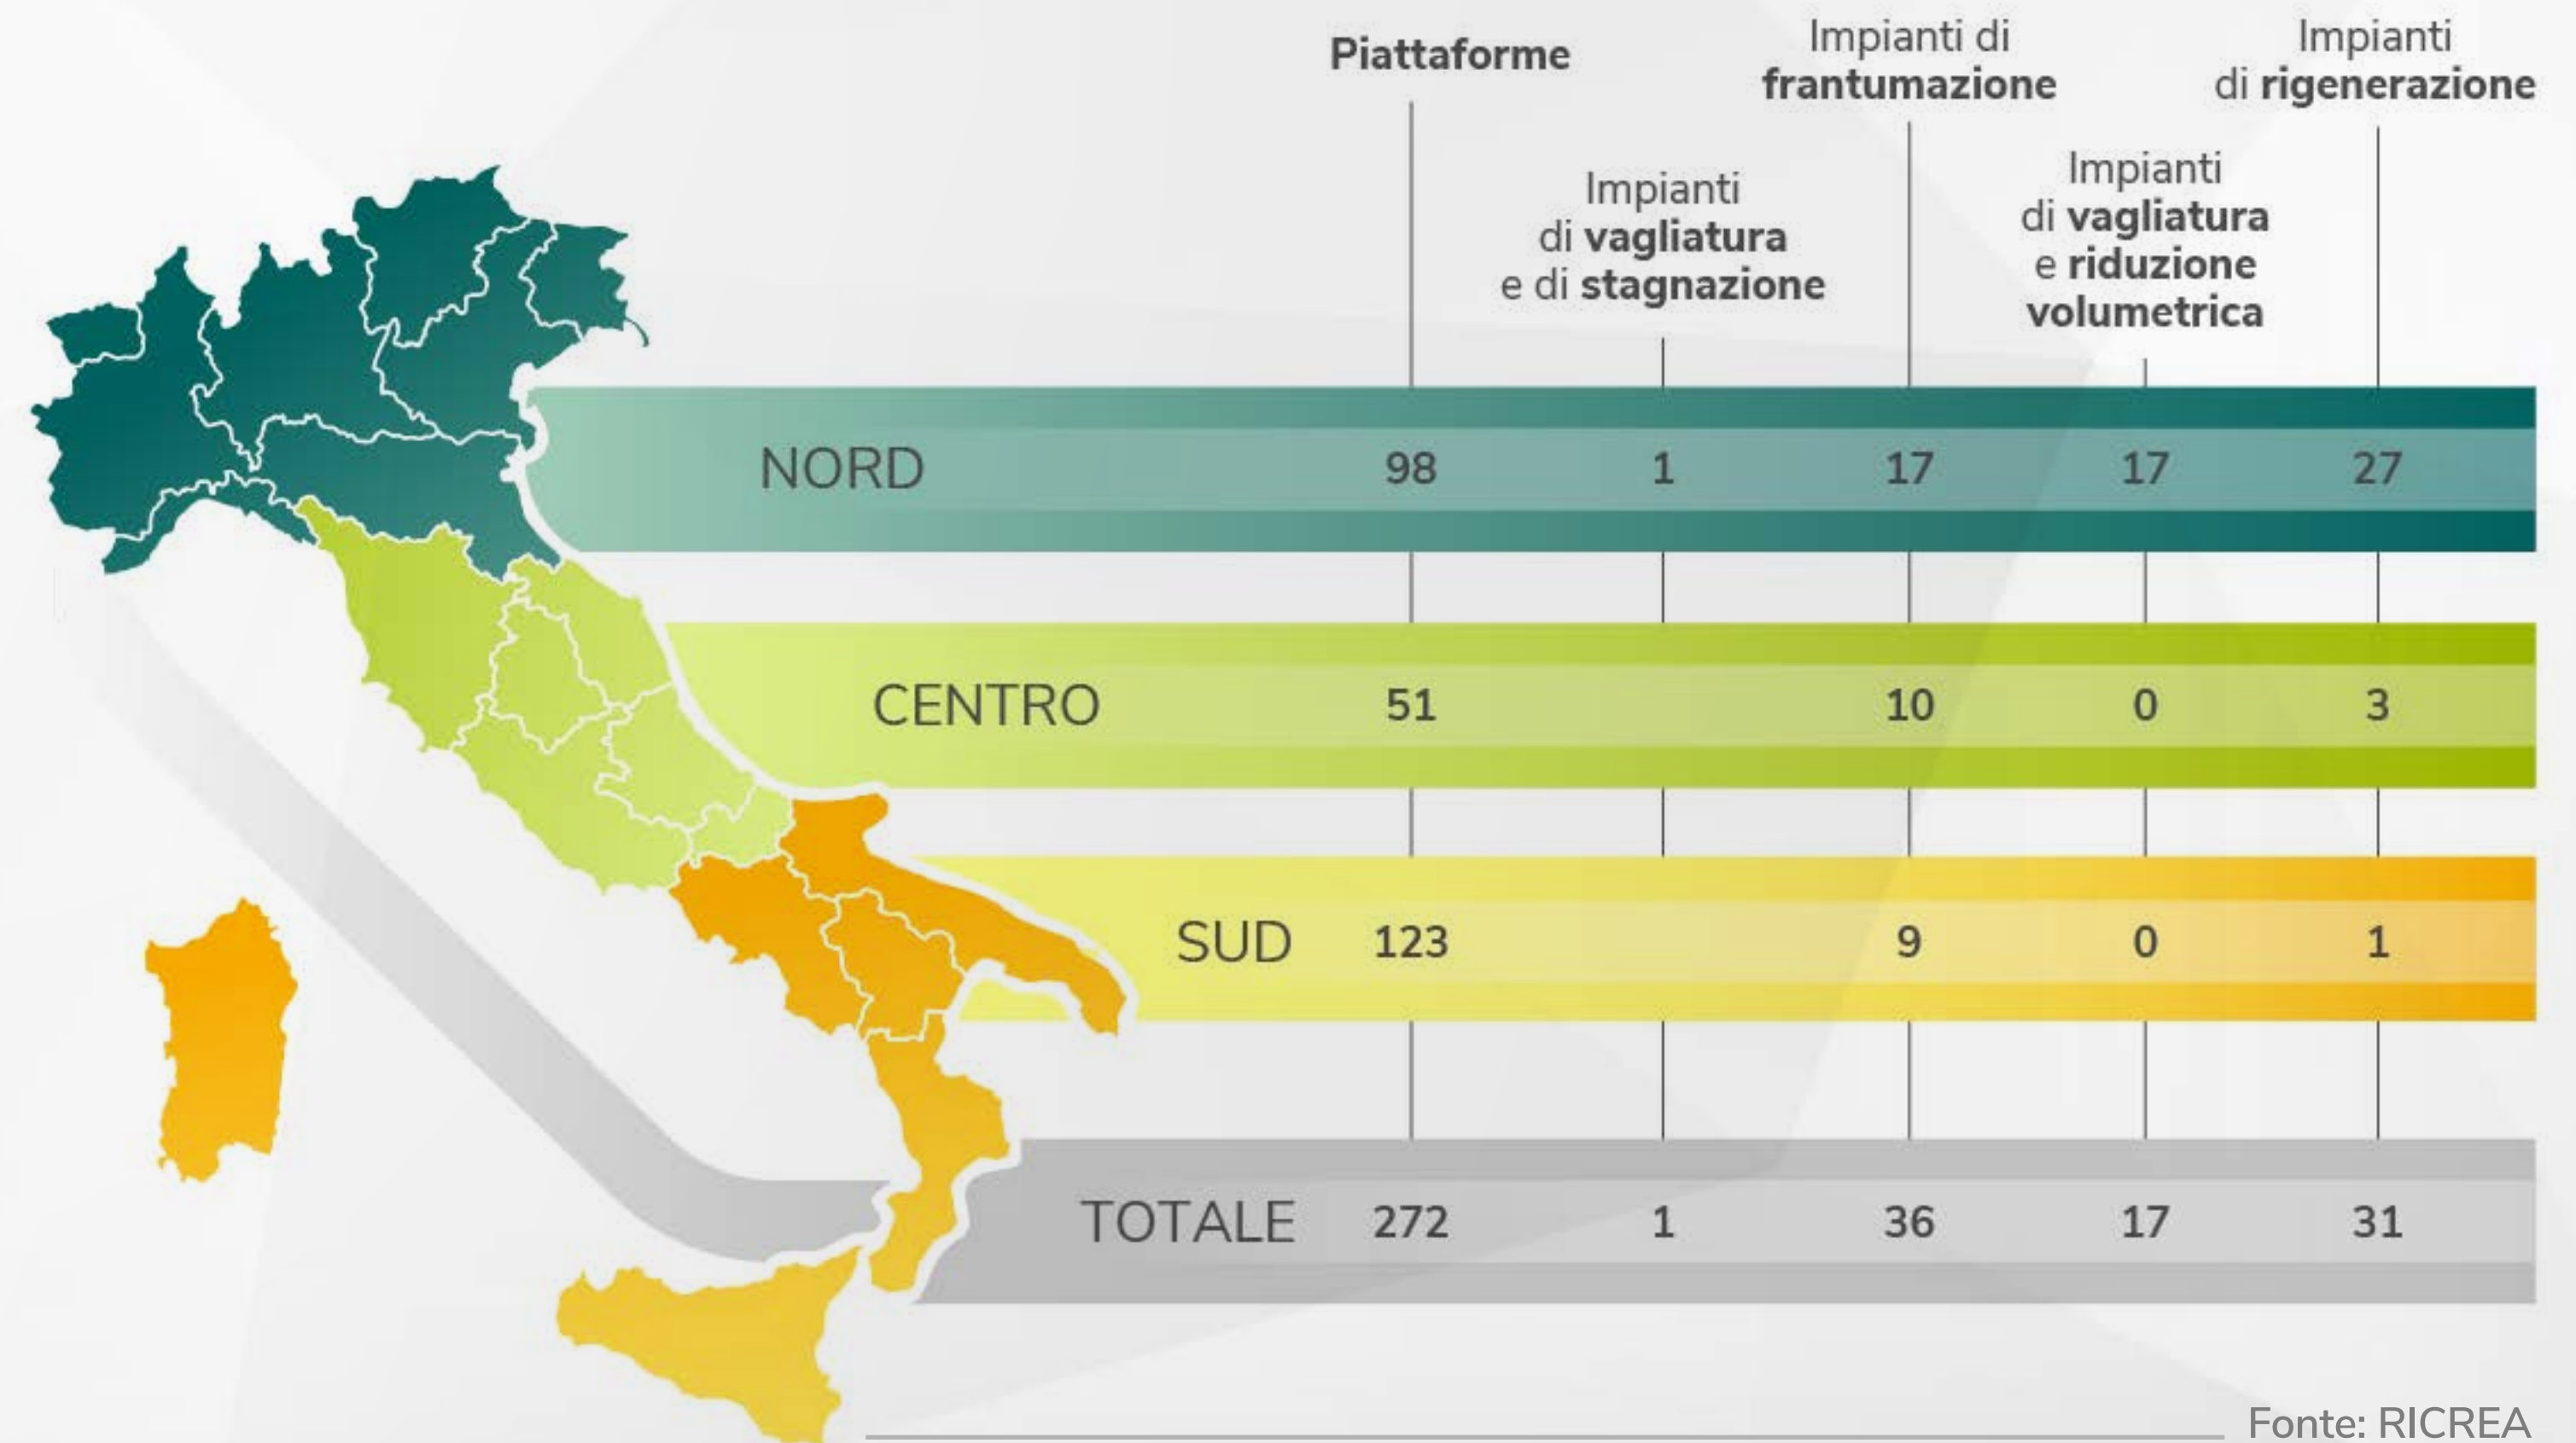 Piattaforme
Impianti
di vagliatura
e di stagnazione
Impianti di
frantumazione
Impianti
di vagliatura
e riduzione
volumetrica
Impianti
di rigenerazione
NORD 98 1 17 17 27
CENTRO 51 10 0 3
SUD 123 9 0 1
TOTALE 272 1 36 17 31
Fonte: RICREA